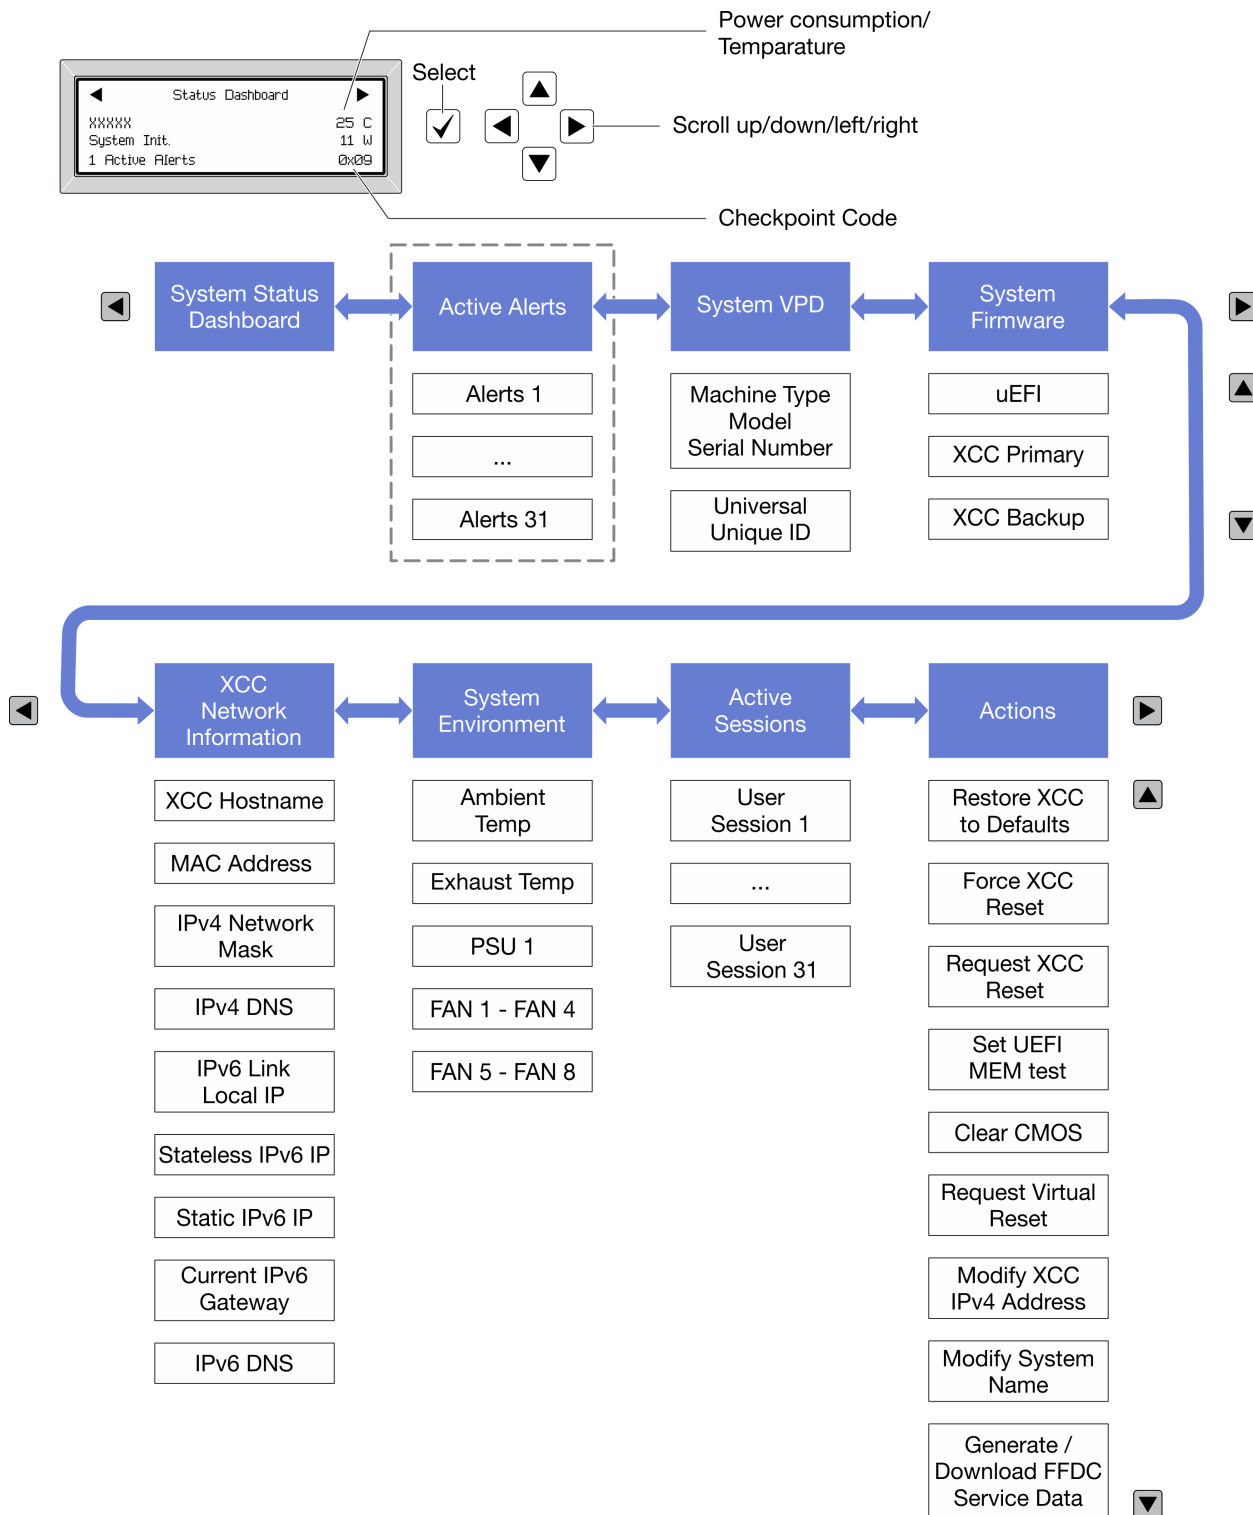 Power consumption/
Temparature
Select
Status Dashboard
XXXXX 25 C
System Init. 11 W
1 Active Alerts 0x09
Scroll up/down/left/right
Checkpoint Code
System Status
Dashboard
Active Alerts
Alerts 1
...
Alerts 31
System VPD
Machine Type
Model
Serial Number
Universal
Unique ID
System
Firmware
uEFI
XCC Primary
XCC Backup
XCC
Network
Information
XCC Hostname
MAC Address
IPv4 Network
Mask
IPv4 DNS
IPv6 Link
Local IP
Stateless IPv6 IP
Static IPv6 IP
Current IPv6
Gateway
IPv6 DNS
System
Environment
Ambient
Temp
Exhaust Temp
PSU 1
FAN 1 - FAN 4
FAN 5 - FAN 8
Active
Sessions
User
Session 1
...
User
Session 31
Actions
Restore XCC
to Defaults
Force XCC
Reset
Request XCC
Reset
Set UEFI
MEM test
Clear CMOS
Request Virtual
Reset
Modify XCC
IPv4 Address
Modify System
Name
Generate /
Download FFDC
Service Data